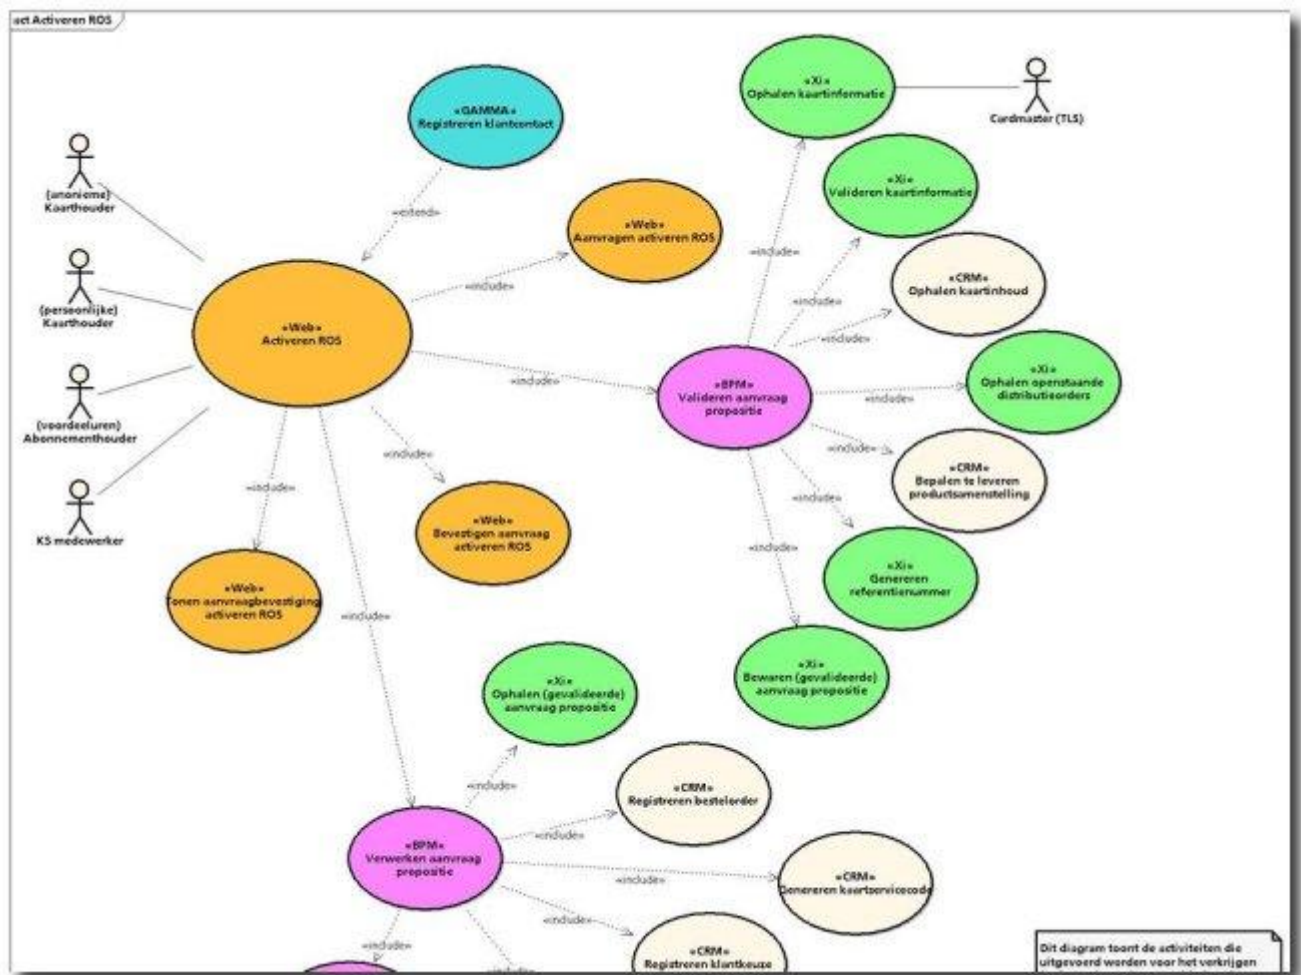 act Activeren ROS
«Xi»
Ophalen kaartinformatie
Cardmaster (TLS)
«GAMMA»
Registreren klantcontact
(anonieme)
Kaarthouder
«Xi»
Valideren kaartinformatie
«extend»
«Web»
Aanvragen activeren ROS
«include»
«include»
«CRM»
Ophalen kaartinhoud
«include»
(persoonlijke)
Kaarthouder
«Web»
Activeren ROS
«include»
«include»
«BPM»
Valideren aanvraag
propositie
«include»
«Xi»
Ophalen openstaande
distributieorders
(voordeeluren)
Abonnementhouder
«include»
«include»
«CRM»
Bepalen te leveren
productsamenstelling
«include»
«include»
KS medewerker
«Web»
Bevestigen aanvraag
activeren ROS
«include»
«Xi»
Genereren
referentienummer
«Web»
Tonen aanvraagbevestiging
activeren ROS
«include»
«Xi»
Bewaren (gevalideerde)
aanvraag propositie
«Xi»
Ophalen (gevalideerde)
aanvraag propositie
«include»
«CRM»
Registreren bestelorder
«include»
«BPM»
Verwerken aanvraag
propositie
«include»
«CRM»
Genereren kaartservicecode
«include»
«include»
«CRM»
Registreren klantkeuze
«include»
Dit diagram toont de activiteiten die
uitgevoerd worden voor het verkrijgen